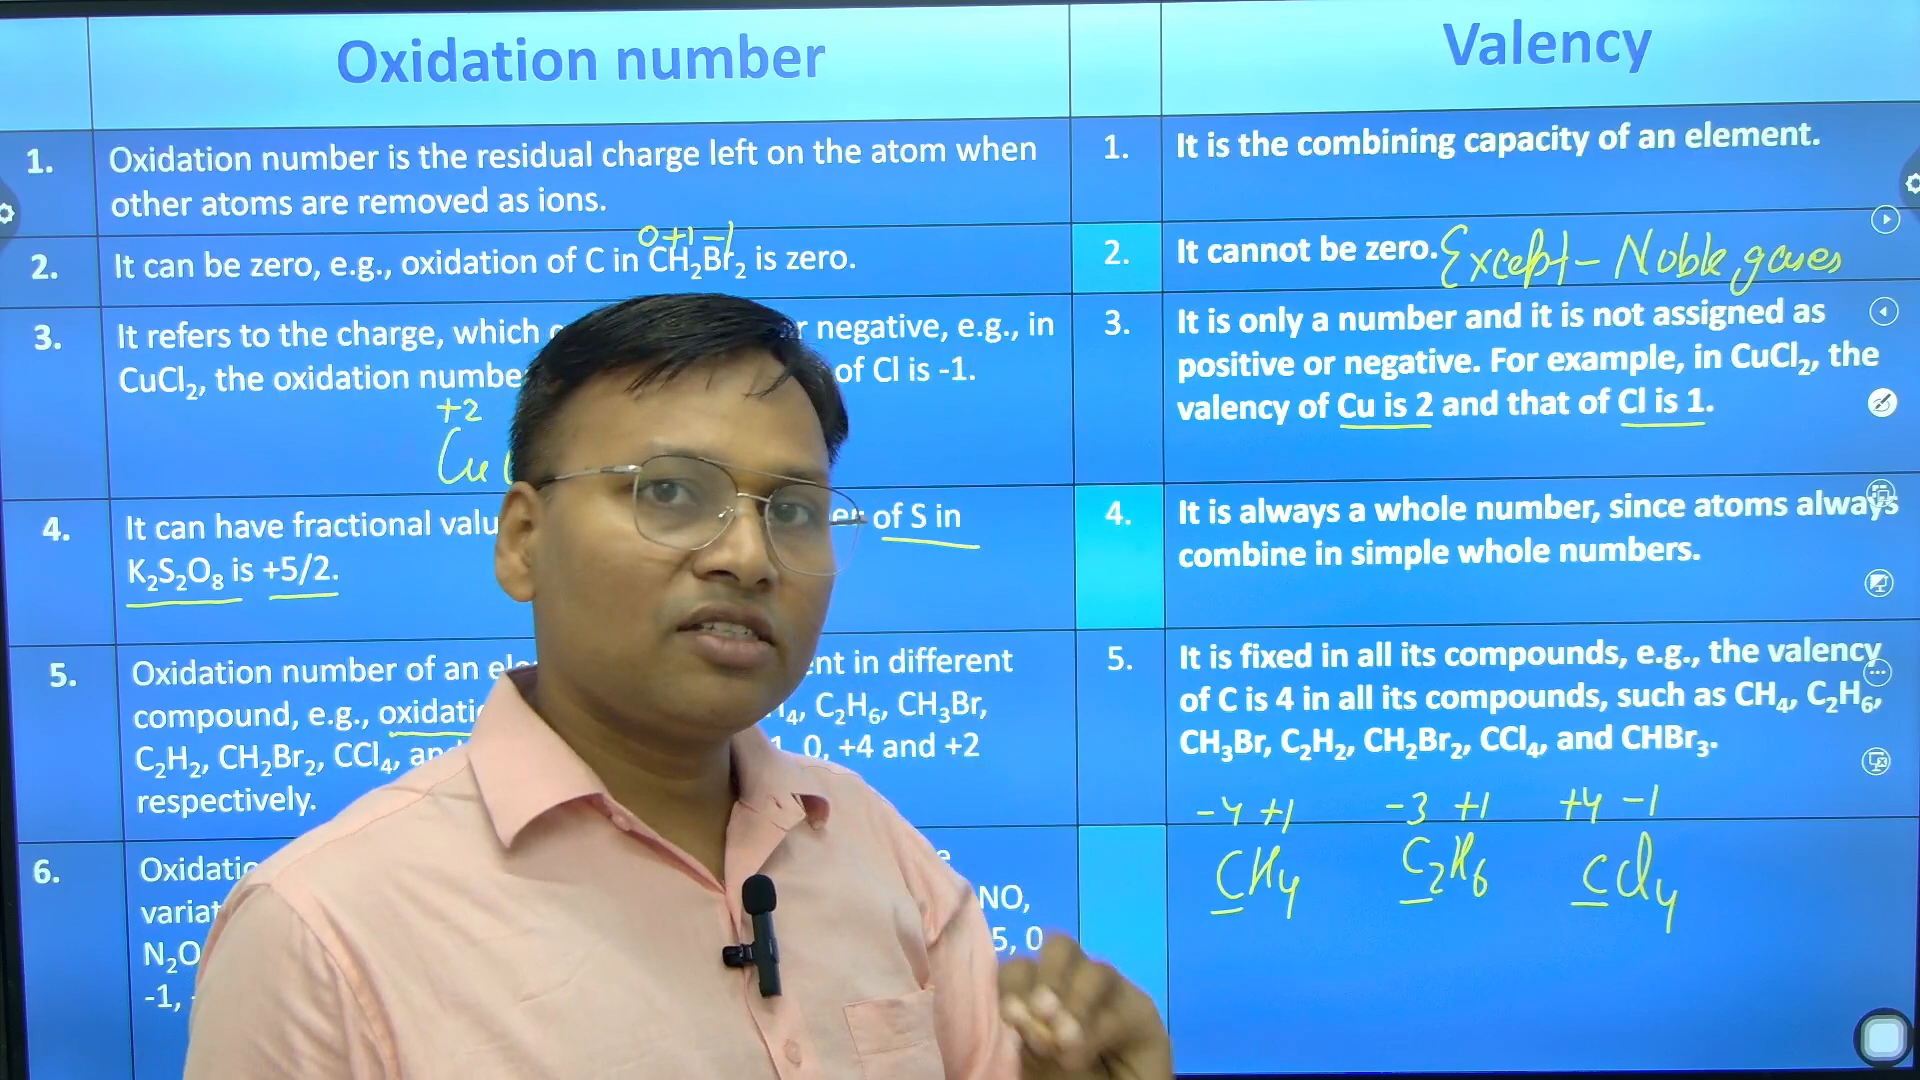 Oxidation number
Valency
1. Oxidation number is the residual charge left on the atom when
other atoms are removed as ions.
1. It is the combining capacity of an element.
0 +1 -1
2. It can be zero, e.g., oxidation of C in CH₂Br₂ is zero.
2. It cannot be zero. Except - Noble gases
3. It refers to the charge, which negative, e.g., in
CuCl₂, the oxidation of Cl is -1.
+2
Cu
3. It is only a number and it is not assigned as
positive or negative. For example, in CuCl₂, the
valency of Cu is 2 and that of Cl is 1.
4. It can have fractional of S in
K₂S₂O₈ is +5/2.
4. It is always a whole number, since atoms always
combine in simple whole numbers.
5. Oxidation number of an in different
compound, e.g., C₂H₆, CH₃Br,
C₂H₂, CH₂Br₂, CCl₄, 0, +4 and +2
respectively.
5. It is fixed in all its compounds, e.g., the valency
of C is 4 in all its compounds, such as CH₄, C₂H₆,
CH₃Br, C₂H₂, CH₂Br₂, CCl₄, and CHBr₃.
-4 +1 -3 +1 +4 -1
CH₄ C₂H₆ CCl₄
6.
NO,
5, 0
-1,